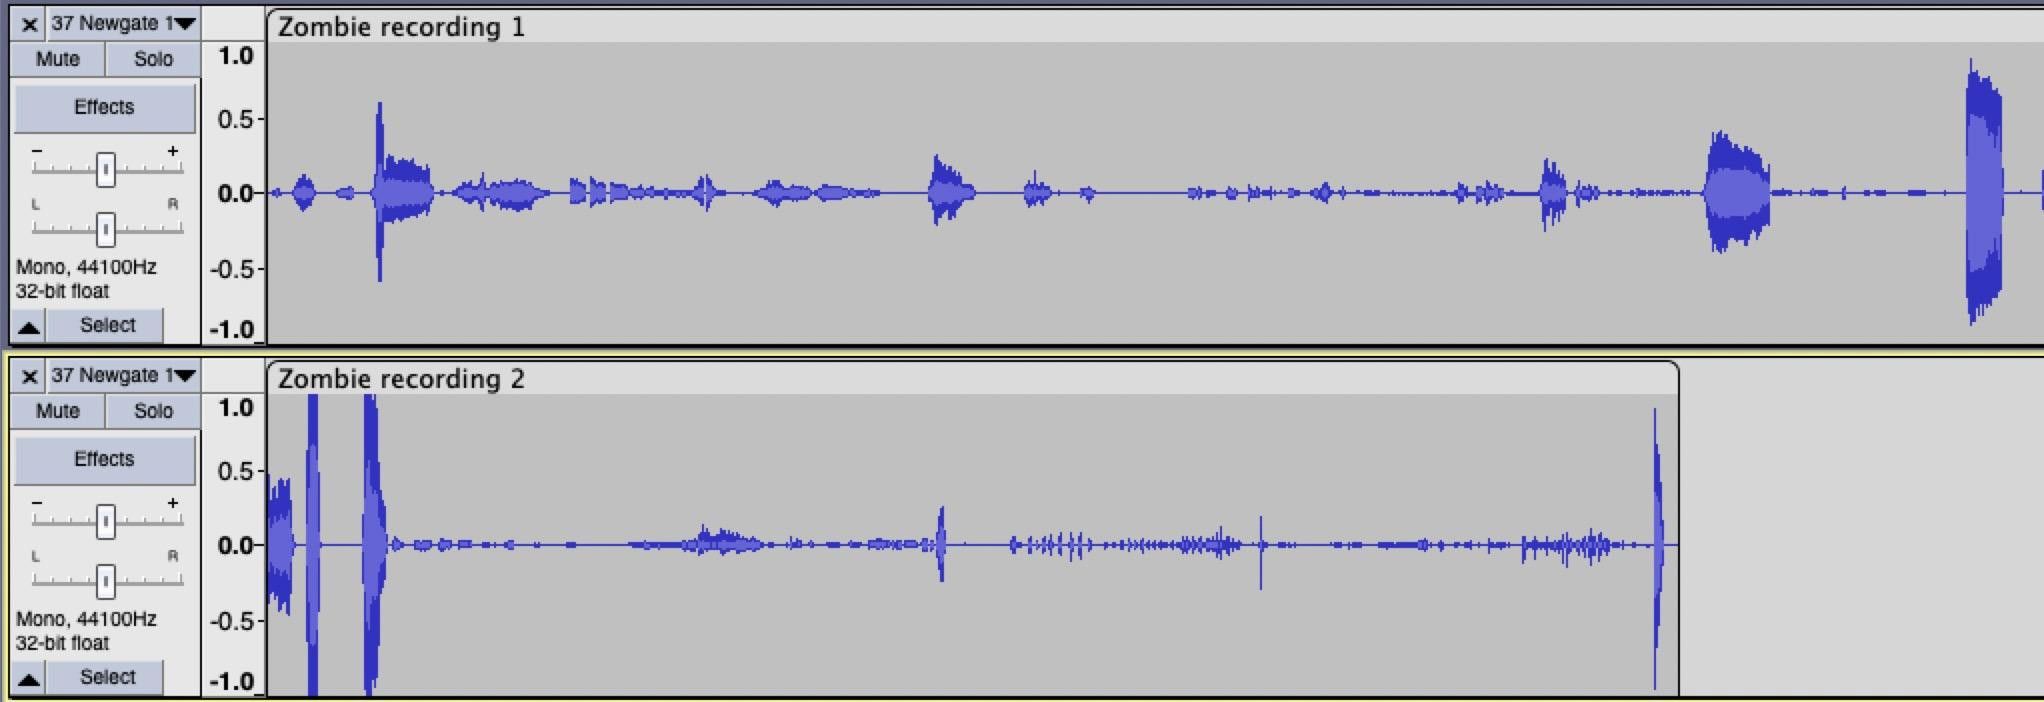 x 37 Newgate 1▼ Zombie recording 1
Mute Solo
1.0
Effects
0.5
- +
0.0
L R
-0.5
Mono, 44100Hz
32-bit float
▲ Select
-1.0
x 37 Newgate 1▼ Zombie recording 2
Mute Solo
1.0
Effects
0.5
- +
0.0
L R
-0.5
Mono, 44100Hz
32-bit float
▲ Select
-1.0